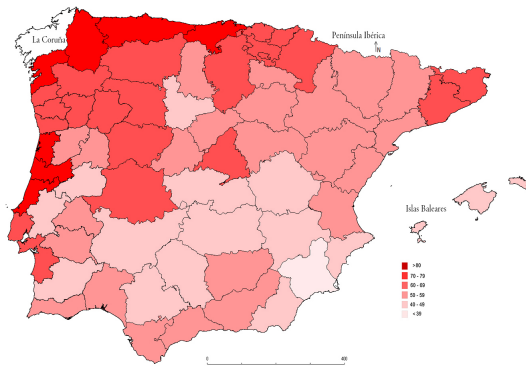 La Coruña
Península Ibérica
N
Islas Baleares
>80
70 - 79
60 - 69
50 - 59
40 - 49
< 39
0 400